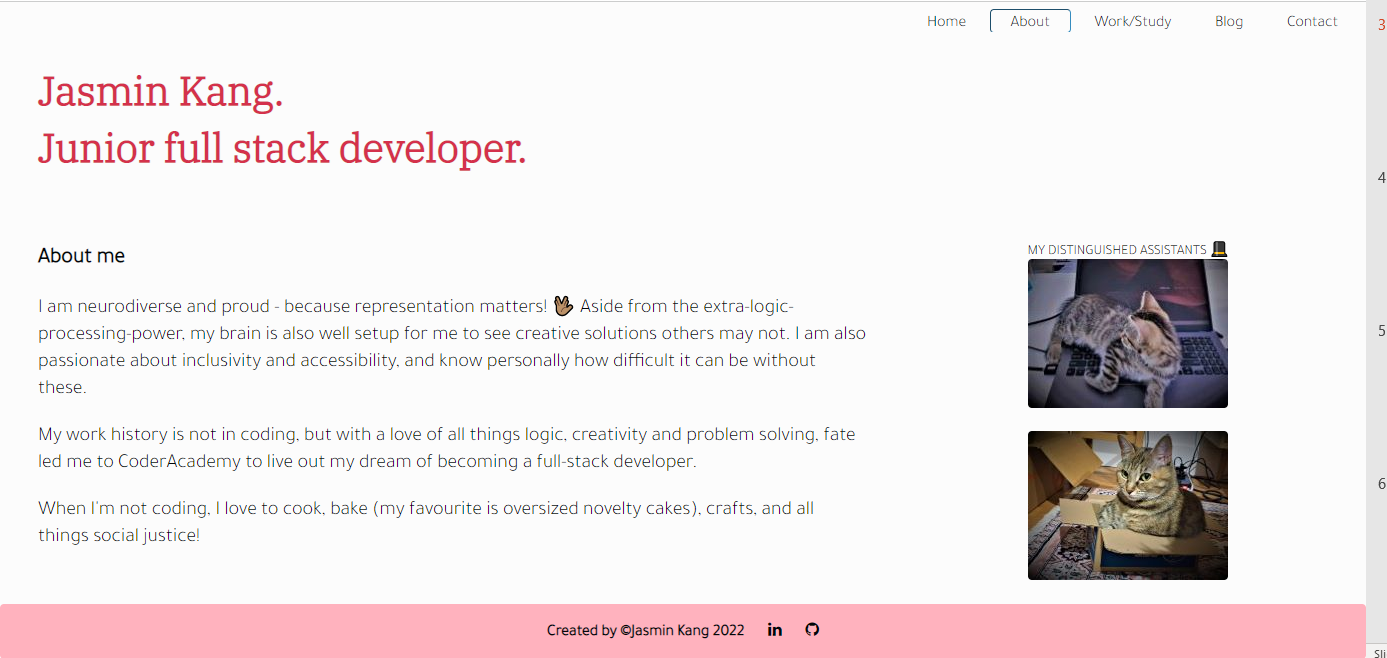 Home About Work/Study Blog Contact
3
Jasmin Kang.
Junior full stack developer.
4
About me
MY DISTINGUISHED ASSISTANTS
I am neurodiverse and proud - because representation matters! 🖖🏽 Aside from the extra-logic-
processing-power, my brain is also well setup for me to see creative solutions others may not. I am also
passionate about inclusivity and accessibility, and know personally how difficult it can be without
these.
5
My work history is not in coding, but with a love of all things logic, creativity and problem solving, fate
led me to CoderAcademy to live out my dream of becoming a full-stack developer.
6
When I'm not coding, I love to cook, bake (my favourite is oversized novelty cakes), crafts, and all
things social justice!
Created by ©Jasmin Kang 2022 in
Sli